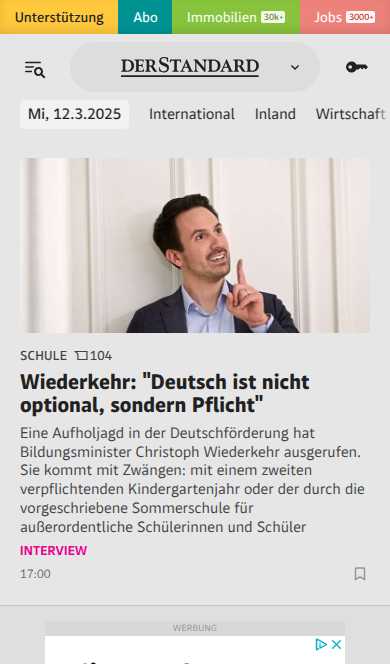 Unterstützung Abo Immobilien 30k+ Jobs 3000+
DERSTANDARD
Mi, 12.3.2025 International Inland Wirtschaft
SCHULE 104
Wiederkehr: "Deutsch ist nicht
optional, sondern Pflicht"
Eine Aufholjagd in der Deutschförderung hat
Bildungsminister Christoph Wiederkehr ausgerufen.
Sie kommt mit Zwängen: mit einem zweiten
verpflichtenden Kindergartenjahr oder der durch die
vorgeschriebene Sommerschule für
außerordentliche Schülerinnen und Schüler
INTERVIEW
17:00
WERBUNG